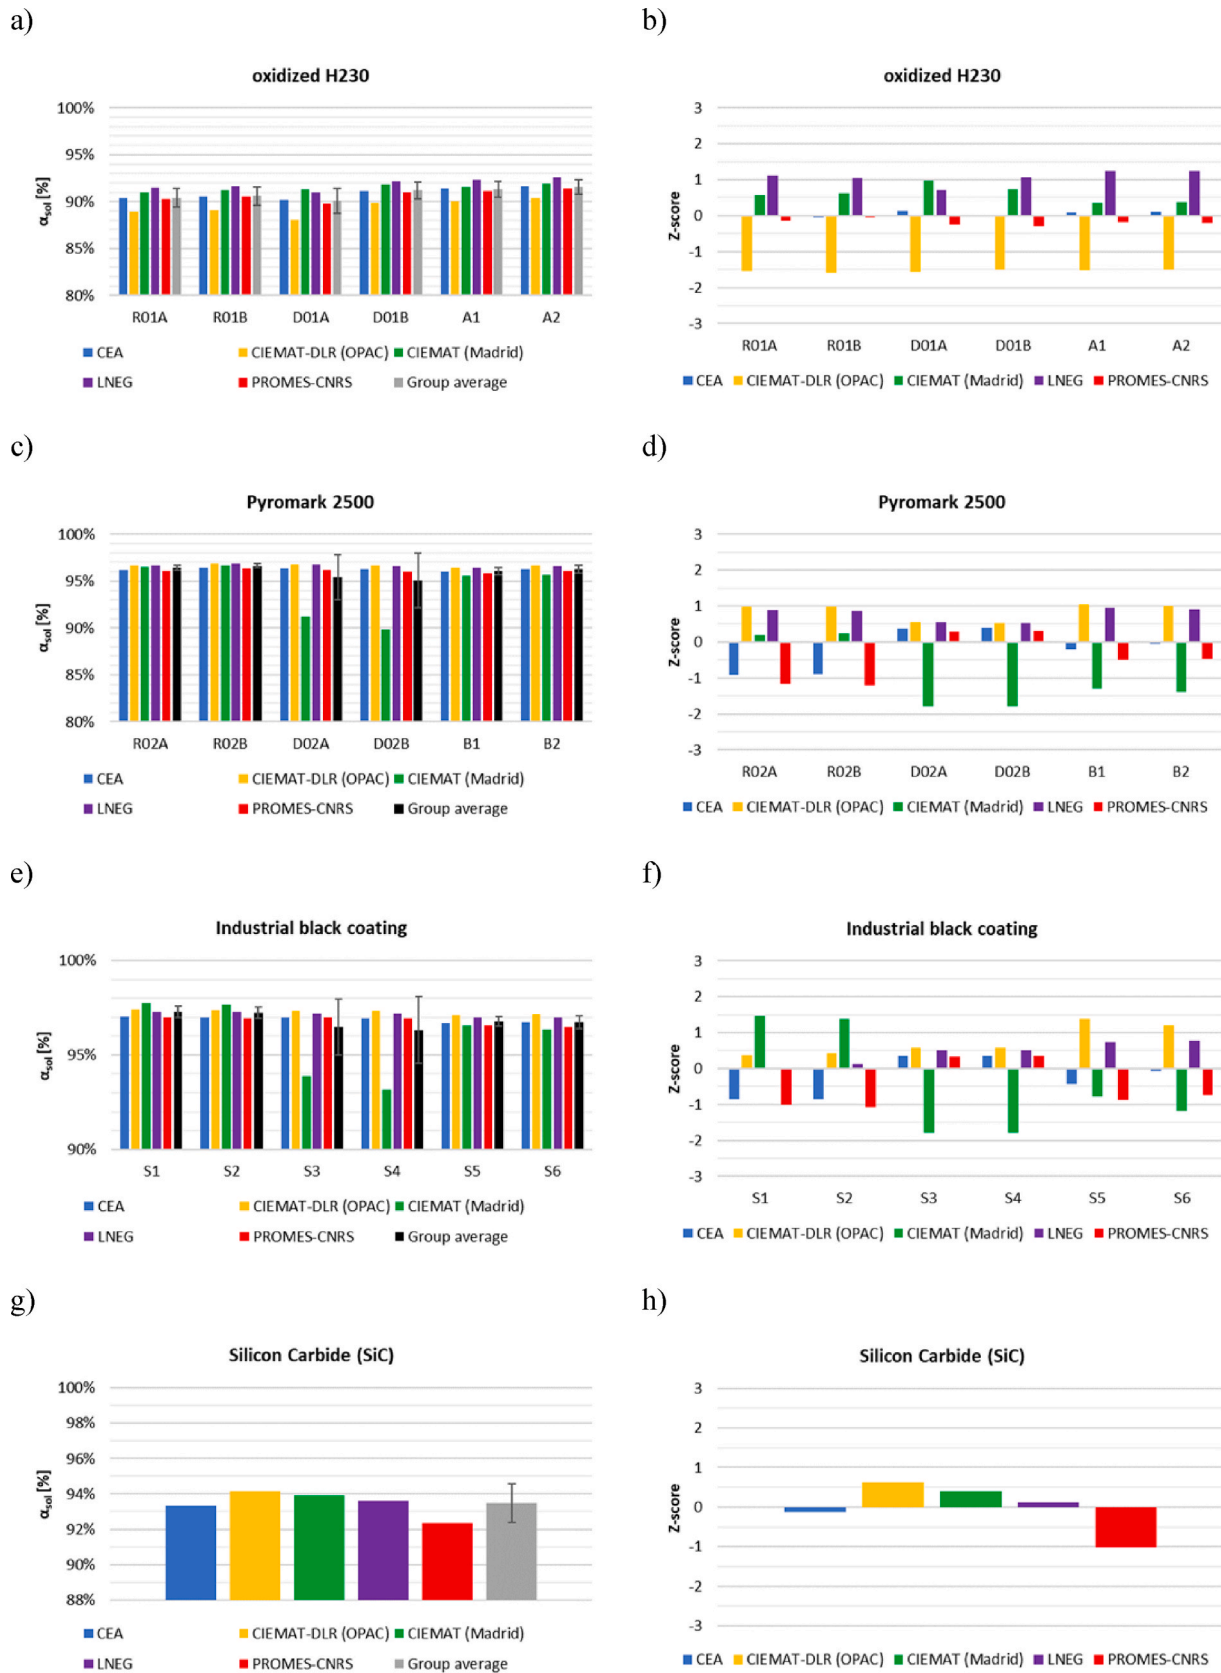 a)
oxidized H230
100%
95%
90%
85%
80%
αsol [%]
R01A R01B D01A D01B A1 A2
CEA CIEMAT-DLR (OPAC) CIEMAT (Madrid)
LNEG PROMES-CNRS Group average
b)
oxidized H230
3
2
1
0
-1
-2
-3
Z-score
R01A R01B D01A D01B A1 A2
CEA CIEMAT-DLR (OPAC) CIEMAT (Madrid) LNEG PROMES-CNRS
c)
Pyromark 2500
100%
95%
90%
85%
80%
αsol [%]
R02A R02B D02A D02B B1 B2
CEA CIEMAT-DLR (OPAC) CIEMAT (Madrid)
LNEG PROMES-CNRS Group average
d)
Pyromark 2500
3
2
1
0
-1
-2
-3
Z-score
R02A R02B D02A D02B B1 B2
CEA CIEMAT-DLR (OPAC) CIEMAT (Madrid) LNEG PROMES-CNRS
e)
Industrial black coating
100%
95%
90%
αsol [%]
S1 S2 S3 S4 S5 S6
CEA CIEMAT-DLR (OPAC) CIEMAT (Madrid)
LNEG PROMES-CNRS Group average
f)
Industrial black coating
3
2
1
0
-1
-2
-3
Z-score
S1 S2 S3 S4 S5 S6
CEA CIEMAT-DLR (OPAC) CIEMAT (Madrid) LNEG PROMES-CNRS
g)
Silicon Carbide (SiC)
100%
98%
96%
94%
92%
90%
88%
αsol [%]
CEA CIEMAT-DLR (OPAC) CIEMAT (Madrid)
LNEG PROMES-CNRS Group average
h)
Silicon Carbide (SiC)
3
2
1
0
-1
-2
-3
Z-score
CEA CIEMAT-DLR (OPAC) CIEMAT (Madrid) LNEG PROMES-CNRS